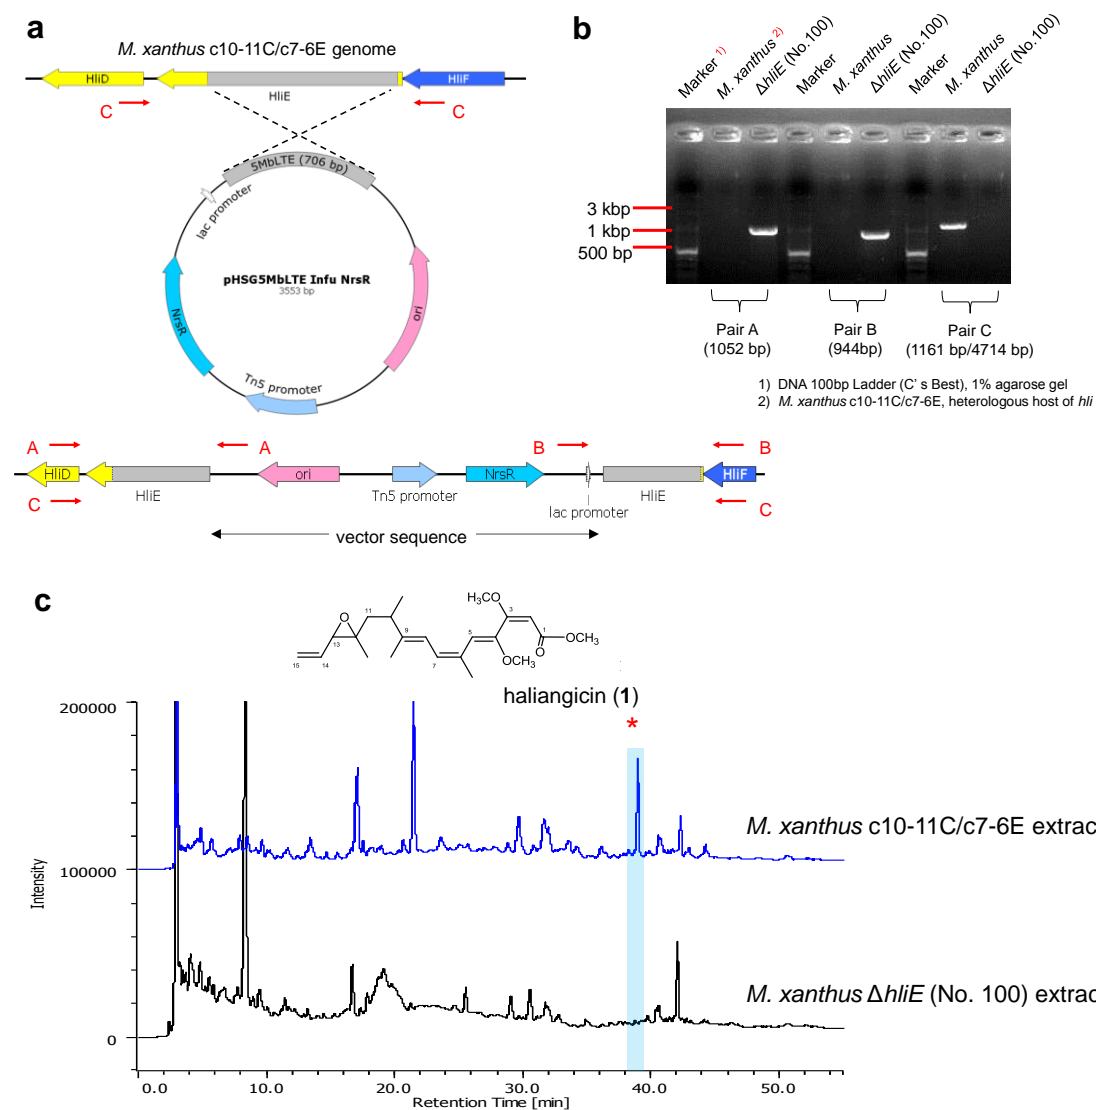 a
M. xanthus c10-11C/c7-6E genome
HliD
HliE
HliF
C
C
5MbLTE (706 bp)
lac promoter
pHSG5MbLTE Infu NrsR
3553 bp
NrsR
ori
Tn5 promoter
A
A
B
B
HliD
HliE
ori
Tn5 promoter
NrsR
lac promoter
HliE
HliF
C
C
vector sequence
b
Marker 1)
M. xanthus 2)
ΔhliE (No.100)
Marker
M. xanthus
ΔhliE (No.100)
Marker
M. xanthus
ΔhliE (No.100)
3 kbp
1 kbp
500 bp
Pair A
(1052 bp)
Pair B
(944bp)
Pair C
(1161 bp/4714 bp)
1) DNA 100bp Ladder (C' s Best), 1% agarose gel
2) M. xanthus c10-11C/c7-6E, heterologous host of hli
c
H3CO
O
11
9
13
15
14
7
5
3
1
OCH3
O
OCH3
haliangicin (1)
*
200000
100000
0
Intensity
M. xanthus c10-11C/c7-6E extrac
M. xanthus ΔhliE (No. 100) extrac
0.0
10.0
20.0
30.0
40.0
50.0
Retention Time [min]